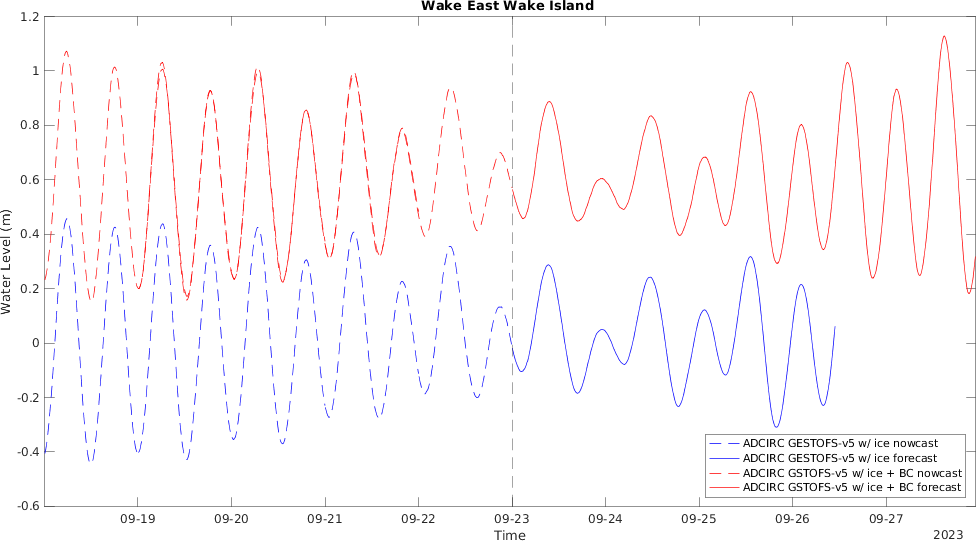 Wake East Wake Island
1.2
1
0.8
0.6
0.4
0.2
0
-0.2
-0.4
-0.6
Water Level (m)
ADCIRC GESTOFS-v5 w/ ice nowcast
ADCIRC GESTOFS-v5 w/ ice forecast
ADCIRC GSTOFS-v5 w/ ice + BC nowcast
ADCIRC GSTOFS-v5 w/ ice + BC forecast
09-19 09-20 09-21 09-22 09-23 09-24 09-25 09-26 09-27
Time
2023